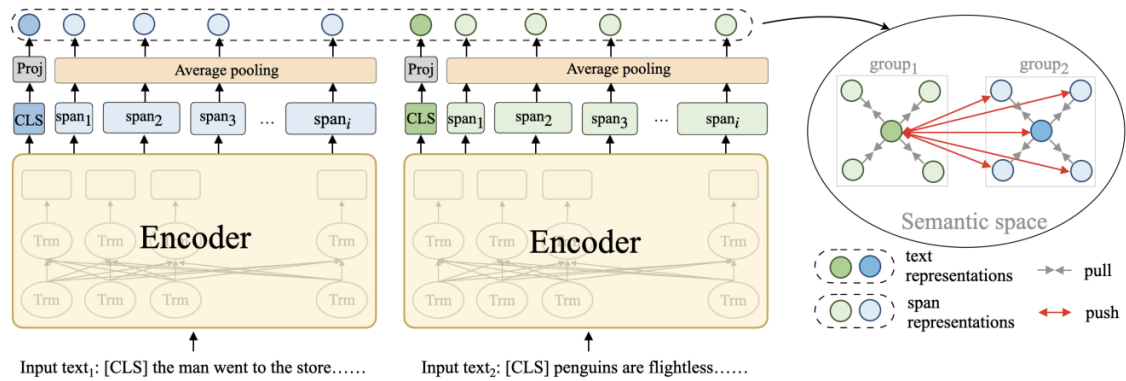 Proj
Average pooling
CLS
span1
span2
span3
...
spani
Trm Trm Trm Trm
Encoder
Trm Trm Trm Trm
Input text1: [CLS] the man went to the store……
Proj
Average pooling
CLS
span1
span2
span3
...
spani
Trm Trm Trm Trm
Encoder
Trm Trm Trm Trm
Input text2: [CLS] penguins are flightless……
group1
group2
Semantic space
text
representations
pull
span
representations
push